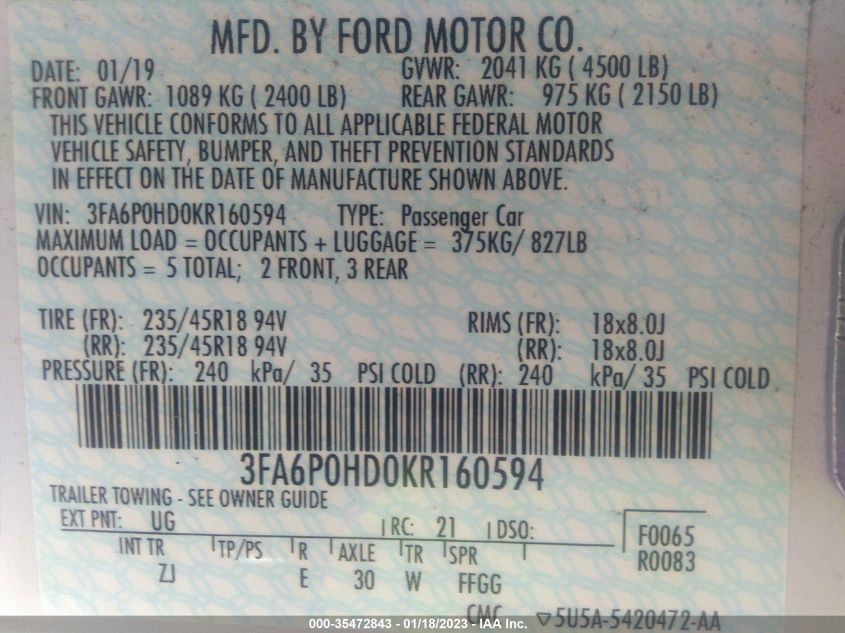 MFD. BY FORD MOTOR CO.
DATE: 01/19 GVWR: 2041 KG ( 4500 LB)
FRONT GAWR: 1089 KG ( 2400 LB) REAR GAWR: 975 KG ( 2150 LB)
THIS VEHICLE CONFORMS TO ALL APPLICABLE FEDERAL MOTOR
VEHICLE SAFETY, BUMPER, AND THEFT PREVENTION STANDARDS
IN EFFECT ON THE DATE OF MANUFACTURE SHOWN ABOVE.
VIN: 3FA6P0HD0KR160594 TYPE: Passenger Car
MAXIMUM LOAD = OCCUPANTS + LUGGAGE = 375KG/ 827LB
OCCUPANTS = 5 TOTAL; 2 FRONT, 3 REAR
TIRE (FR): 235/45R18 94V RIMS (FR): 18x8.0J
(RR): 235/45R18 94V (RR): 18x8.0J
PRESSURE (FR): 240 kPa/ 35 PSI COLD (RR): 240 kPa/ 35 PSI COLD
3FA6P0HD0KR160594
TRAILER TOWING - SEE OWNER GUIDE
EXT PNT: UG RC: 21 DSO: F0065
INT TR TP/PS R AXLE TR SPR R0083
ZJ E 30 W FFGG
CMC 5U5A-5420472-AA
000-35472843 | 01/18/2023 - IAA Inc.